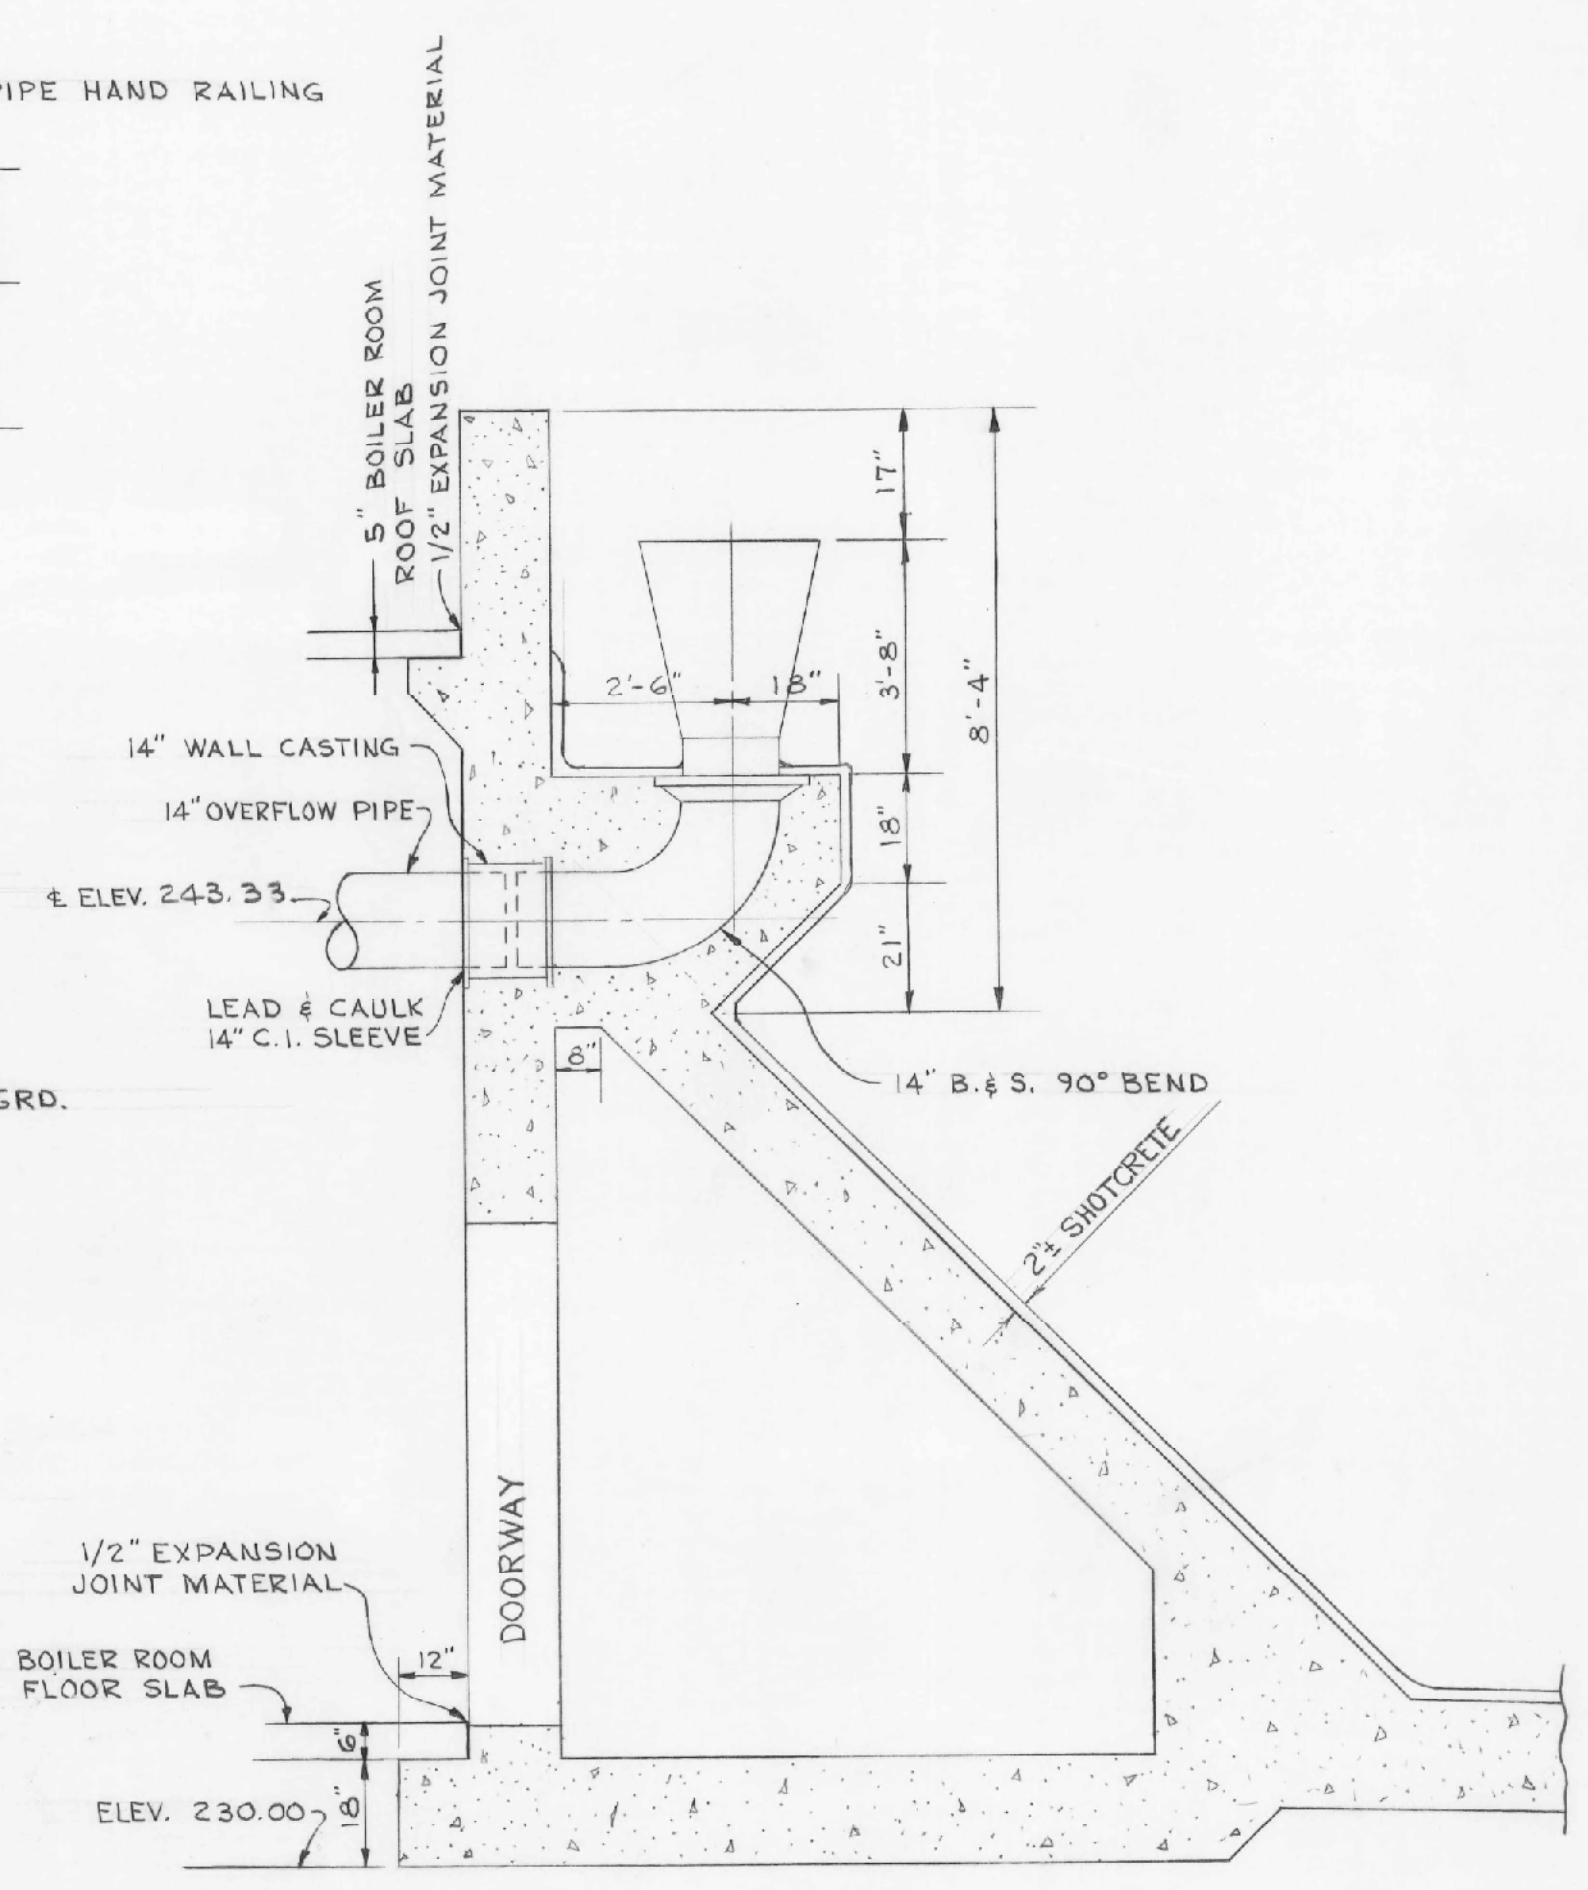 PIPE HAND RAILING
5" BOILER ROOM
ROOF SLAB
1/2" EXPANSION JOINT MATERIAL
17"
3'-8"
8'-4"
2'-6"
18"
14" WALL CASTING
14" OVERFLOW PIPE
℄ ELEV. 243.33
18"
21"
LEAD & CAULK
14" C.I. SLEEVE
8"
14" B. & S. 90° BEND
GRD.
2"± SHOTCRETE
DOORWAY
1/2" EXPANSION
JOINT MATERIAL
12"
BOILER ROOM
FLOOR SLAB
6"
ELEV. 230.00
18"